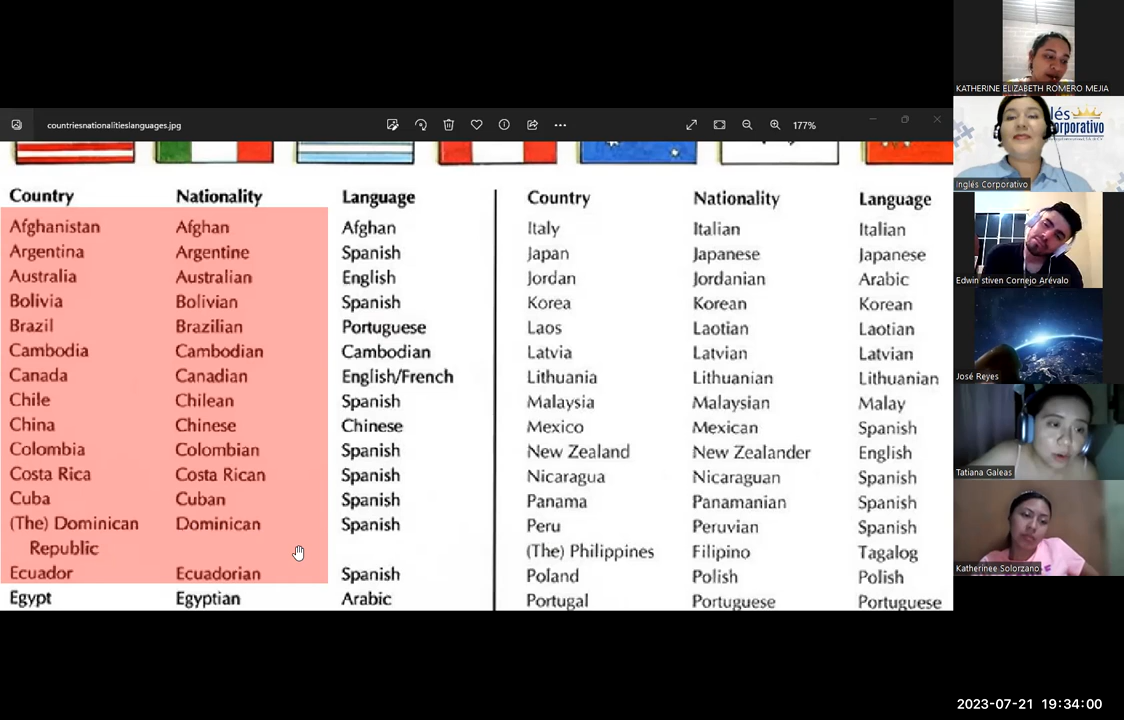 countriesnationalitieslanguages.jpg
177%
Country Nationality Language Country Nationality Language
Afghanistan Afghan Afghan Italy Italian Italian
Argentina Argentine Spanish Japan Japanese Japanese
Australia Australian English Jordan Jordanian Arabic
Bolivia Bolivian Spanish Korea Korean Korean
Brazil Brazilian Portuguese Laos Laotian Laotian
Cambodia Cambodian Cambodian Latvia Latvian Latvian
Canada Canadian English/French Lithuania Lithuanian Lithuanian
Chile Chilean Spanish Malaysia Malaysian Malay
China Chinese Chinese Mexico Mexican Spanish
Colombia Colombian Spanish New Zealand New Zealander English
Costa Rica Costa Rican Spanish Nicaragua Nicaraguan Spanish
Cuba Cuban Spanish Panama Panamanian Spanish
(The) Dominican Dominican Spanish Peru Peruvian Spanish
Republic (The) Philippines Filipino Tagalog
Ecuador Ecuadorian Spanish Poland Polish Polish
Egypt Egyptian Arabic Portugal Portuguese Portuguese
KATHERINE ELIZABETH ROMERO MEJIA
lés
orporativo
Inglés Corporativo
Edwin stiven Cornejo Arévalo
José Reyes
Tatiana Galeas
Katherinee Solorzano
2023-07-21 19:34:00